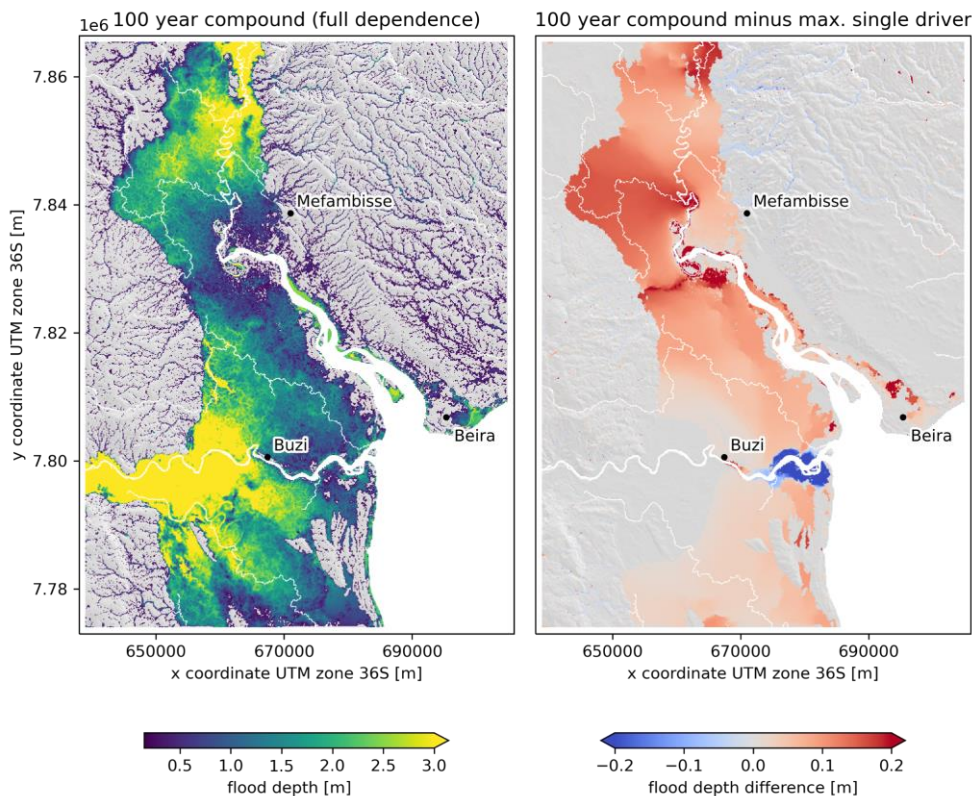 1e6 100 year compound (full dependence)
100 year compound minus max. single driver
7.86
7.84
7.82
7.80
7.78
y coordinate UTM zone 36S [m]
Mefambisse
Buzi
Beira
Mefambisse
Buzi
Beira
650000 670000 690000
x coordinate UTM zone 36S [m]
650000 670000 690000
x coordinate UTM zone 36S [m]
0.5 1.0 1.5 2.0 2.5 3.0
flood depth [m]
−0.2 −0.1 0.0 0.1 0.2
flood depth difference [m]